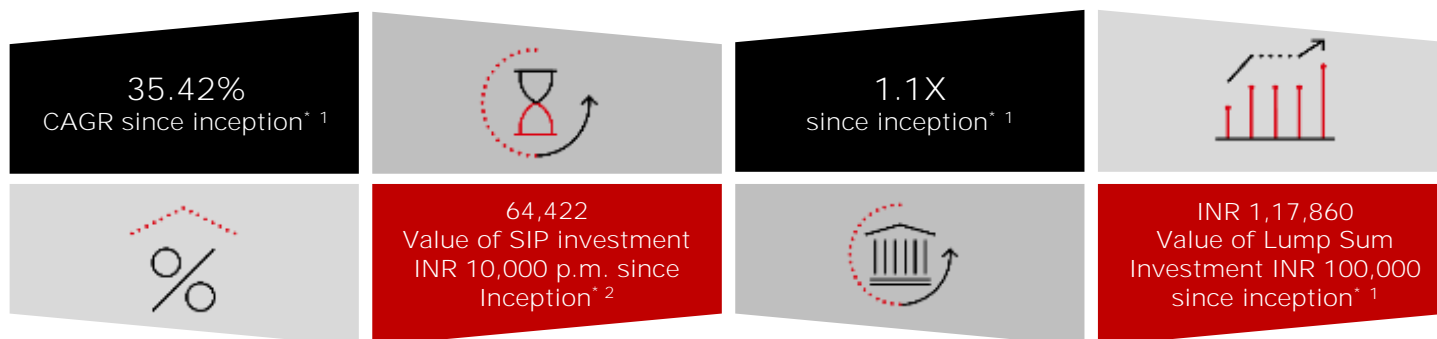 35.42%
CAGR since inception* 1
1.1X
since inception* 1
64,422
Value of SIP investment
INR 10,000 p.m. since
Inception* 2
INR 1,17,860
Value of Lump Sum
Investment INR 100,000
since inception* 1